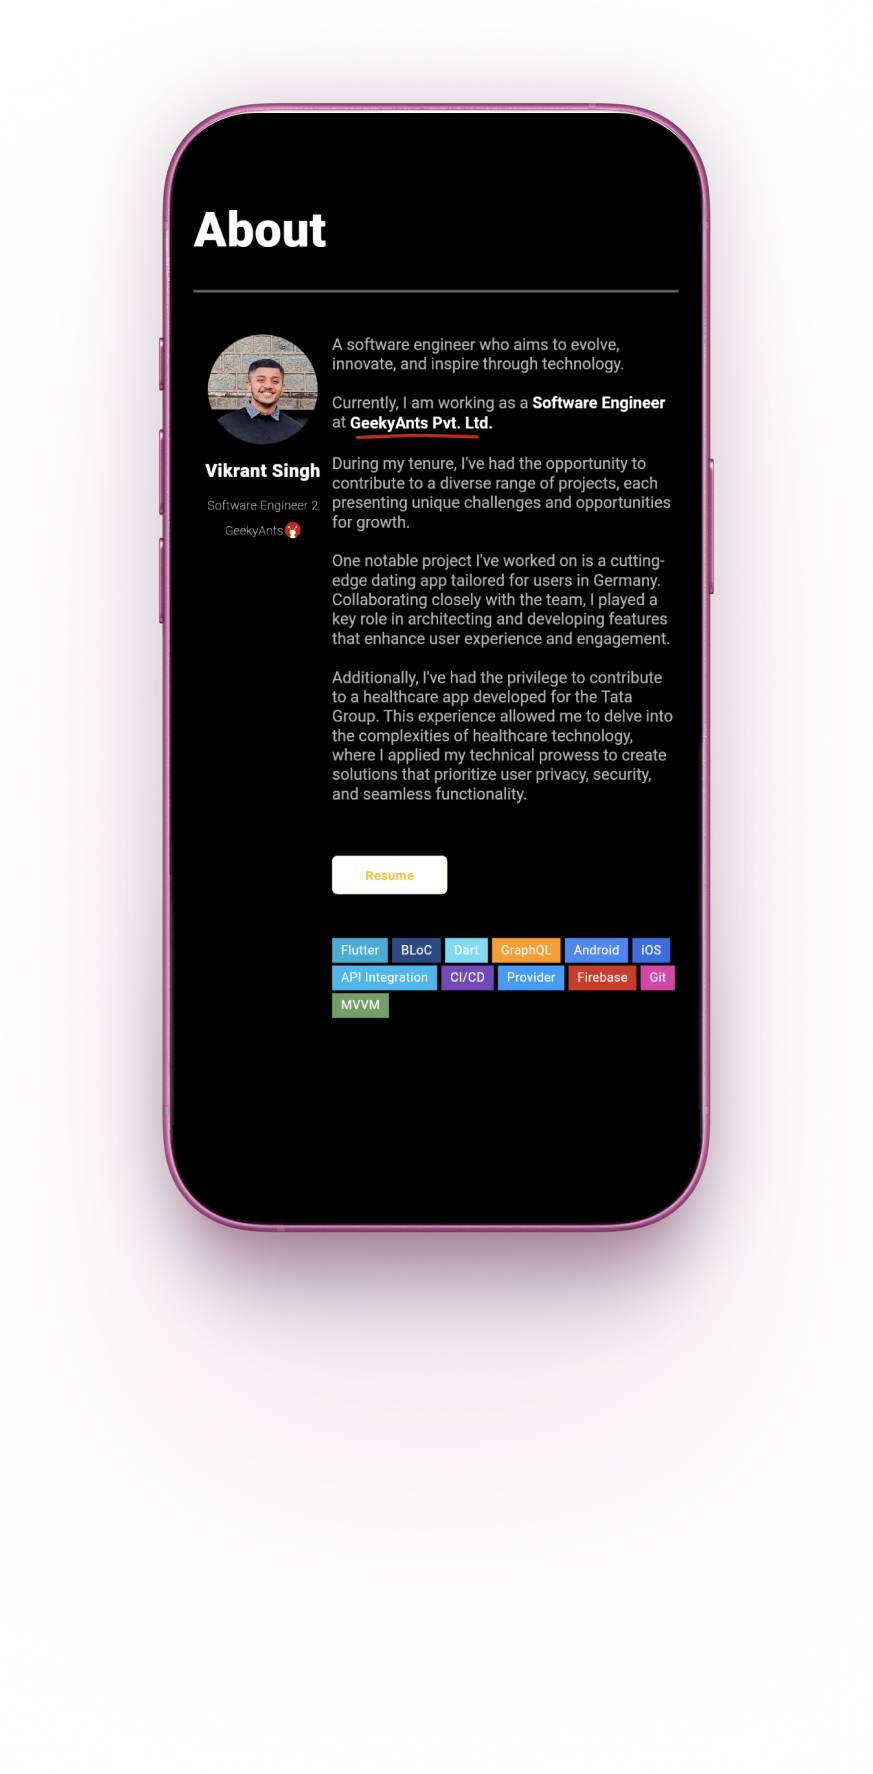 About
Vikrant Singh
Software Engineer 2
GeekyAnts
A software engineer who aims to evolve,
innovate, and inspire through technology.
Currently, I am working as a Software Engineer
at GeekyAnts Pvt. Ltd.
During my tenure, I've had the opportunity to
contribute to a diverse range of projects, each
presenting unique challenges and opportunities
for growth.
One notable project I've worked on is a cutting-
edge dating app tailored for users in Germany.
Collaborating closely with the team, I played a
key role in architecting and developing features
that enhance user experience and engagement.
Additionally, I've had the privilege to contribute
to a healthcare app developed for the Tata
Group. This experience allowed me to delve into
the complexities of healthcare technology,
where I applied my technical prowess to create
solutions that prioritize user privacy, security,
and seamless functionality.
Resume
Flutter BLoC Dart GraphQL Android iOS
API Integration CI/CD Provider Firebase Git
MVVM